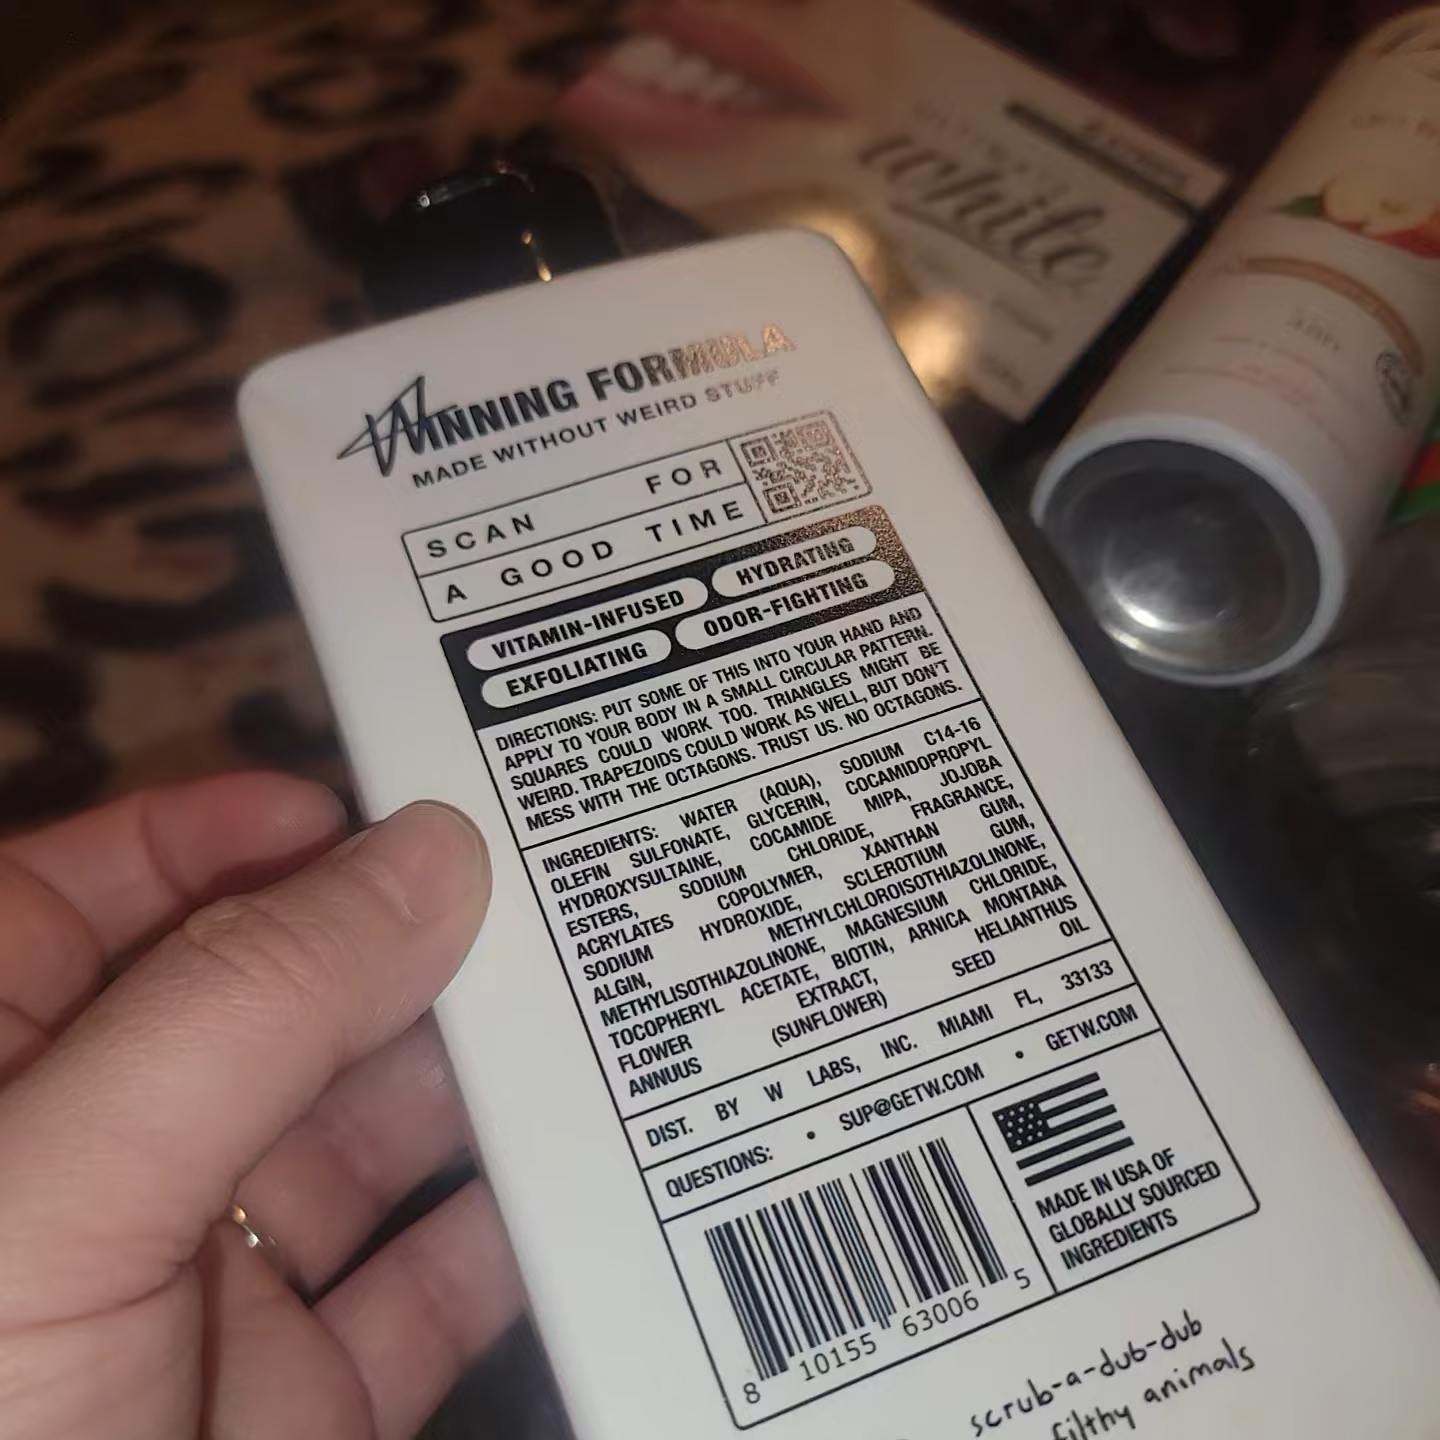 white
WINNING FORMULA
MADE WITHOUT WEIRD STUFF
SCAN FOR
A GOOD TIME
VITAMIN-INFUSED HYDRATING
EXFOLIATING ODOR-FIGHTING
DIRECTIONS: PUT SOME OF THIS INTO YOUR HAND AND
APPLY TO YOUR BODY IN A SMALL CIRCULAR PATTERN.
SQUARES COULD WORK TOO. TRIANGLES MIGHT BE
WEIRD. TRAPEZOIDS COULD WORK AS WELL, BUT DON'T
MESS WITH THE OCTAGONS. TRUST US. NO OCTAGONS.
INGREDIENTS: WATER (AQUA), SODIUM C14-16
OLEFIN SULFONATE, GLYCERIN, COCAMIDOPROPYL
HYDROXYSULTAINE, COCAMIDE MIPA, JOJOBA
ESTERS, SODIUM CHLORIDE, FRAGRANCE,
ACRYLATES COPOLYMER, XANTHAN GUM,
SODIUM HYDROXIDE, SCLEROTIUM GUM,
ALGIN, METHYLCHLOROISOTHIAZOLINONE,
METHYLISOTHIAZOLINONE, MAGNESIUM CHLORIDE,
TOCOPHERYL ACETATE, BIOTIN, ARNICA MONTANA
FLOWER EXTRACT, HELIANTHUS
ANNUUS (SUNFLOWER) SEED OIL
DIST. BY W LABS, INC. MIAMI FL, 33133
QUESTIONS: • SUP@GETW.COM • GETW.COM
MADE IN USA OF
GLOBALLY SOURCED
INGREDIENTS
8 10155 63006 5
scrub-a-dub-dub
filthy animals